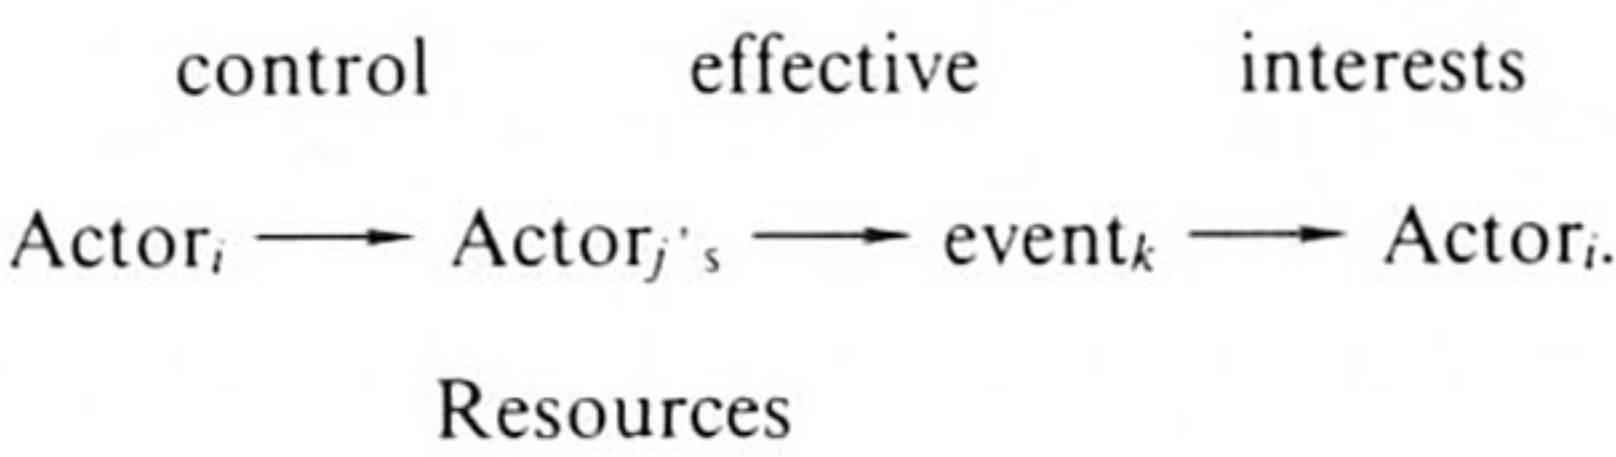 control effective interests
Actorᵢ ⟶ Actorⱼ's ⟶ eventₖ ⟶ Actorᵢ.
Resources